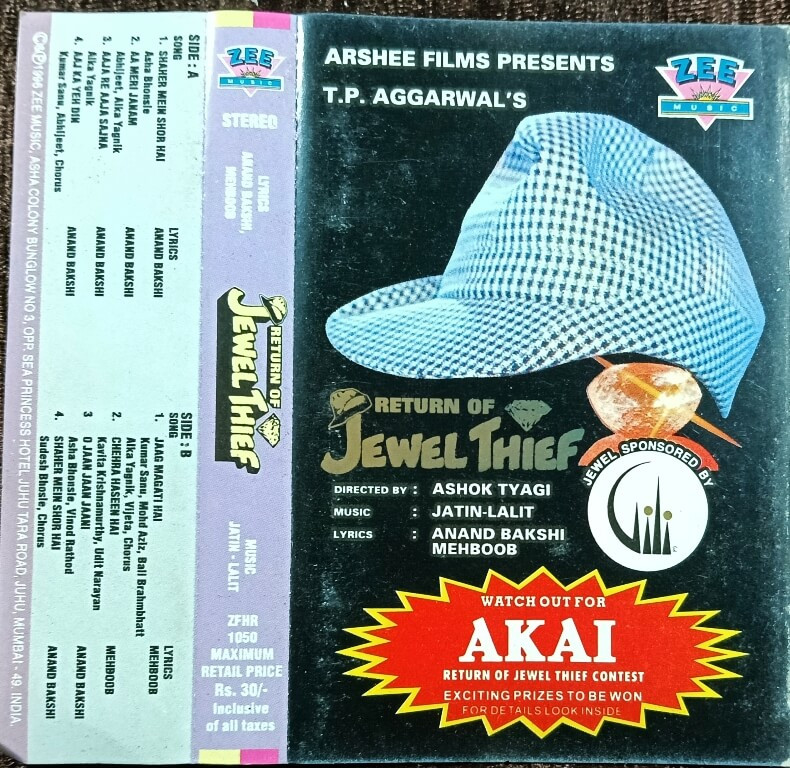 ARSHEE FILMS PRESENTS
T.P. AGGARWAL'S
ZEE
MUSIC
RETURN OF
JEWEL THIEF
DIRECTED BY : ASHOK TYAGI
MUSIC : JATIN-LALIT
LYRICS : ANAND BAKSHI
MEHBOOB
JEWEL SPONSORED BY
Gili
WATCH OUT FOR
AKAI
RETURN OF JEWEL THIEF CONTEST
EXCITING PRIZES TO BE WON
FOR DETAILS LOOK INSIDE
ZEE
MUSIC
STEREO
LYRICS
ANAND BAKSHI,
MEHBOOB
RETURN OF
JEWEL THIEF
MUSIC
JATIN - LALIT
ZFHR
1050
MAXIMUM
RETAIL PRICE
Rs. 30/-
Inclusive
of all taxes
SIDE : A
SONG LYRICS
1. SHAHER MEIN SHOR HAI ANAND BAKSHI
Asha Bhonsle
2. AA MERI JANAM ANAND BAKSHI
Abhijeet, Alka Yagnik
3. AAJA RE AAJA SAJNA ANAND BAKSHI
Alka Yagnik
4. AAJ KA YEH DIN ANAND BAKSHI
Kumar Sanu, Abhijeet, Chorus
SIDE : B
SONG LYRICS
1. JAAG MAGATI HAI MEHBOOB
Kumar Sanu, Mohd Aziz, Bali Brahmbhatt
Alka Yagnik, Vijeta, Chorus
2. CHEHRA HASEEN HAI MEHBOOB
Kavita Krishnamurthy, Udit Narayan
3 O JAAN JAAN JAANI ANAND BAKSHI
Asha Bhonsle, Vinod Rathod
4. SHAHER MEIN SHOR HAI ANAND BAKSHI
Sudesh Bhosle, Chorus
©℗1996 ZEE MUSIC, ASHA COLONY BUNGLOW NO 3, OPP. SEA PRINCESS HOTEL, JUHU TARA ROAD, JUHU, MUMBAI - 49. INDIA.